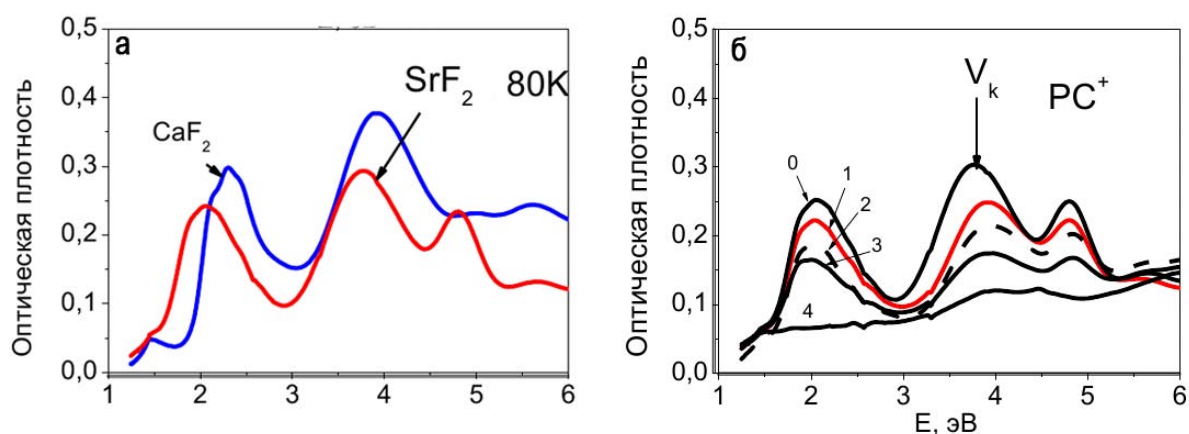 Оптическая плотность
0,5
0,4
0,3
0,2
0,1
0,0
а
CaF2
SrF2
80K
1 2 3 4 5 6
Оптическая плотность
0,5
0,4
0,3
0,2
0,1
0,0
б
Vk
PC+
0
1
2
3
4
1 2 3 4 5 6
E, эВ